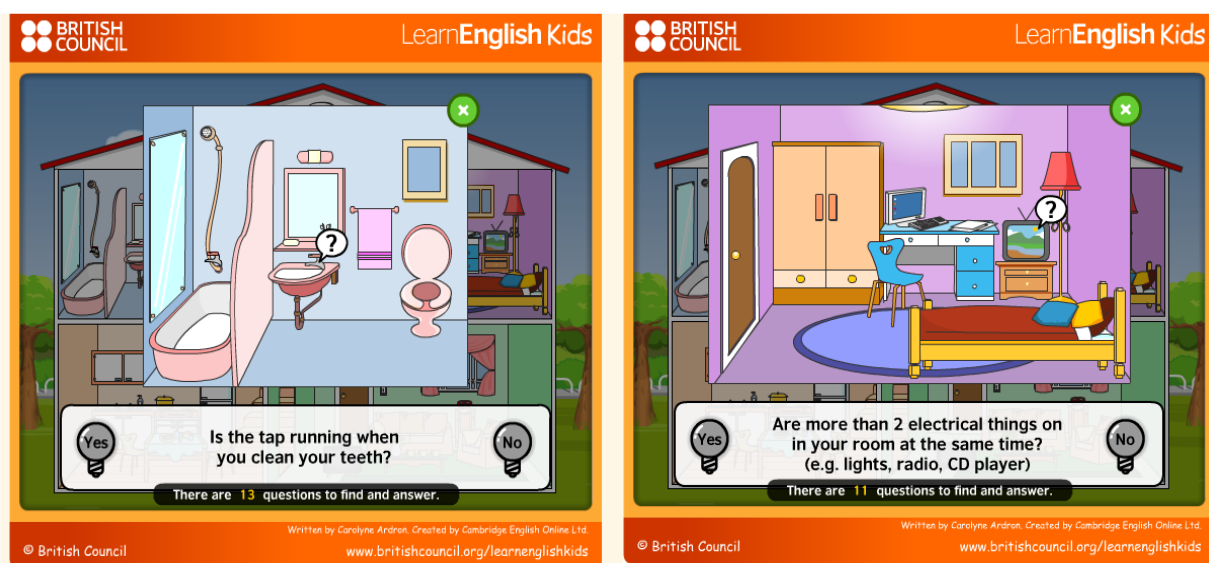 BRITISH
COUNCIL
LearnEnglish Kids
?
Yes
Is the tap running when
you clean your teeth?
No
There are 13 questions to find and answer.
Written by Carolyne Ardron. Created by Cambridge English Online Ltd.
© British Council
www.britishcouncil.org/learnenglishkids
BRITISH
COUNCIL
LearnEnglish Kids
?
Yes
Are more than 2 electrical things on
in your room at the same time?
(e.g. lights, radio, CD player)
No
There are 11 questions to find and answer.
Written by Carolyne Ardron. Created by Cambridge English Online Ltd.
© British Council
www.britishcouncil.org/learnenglishkids